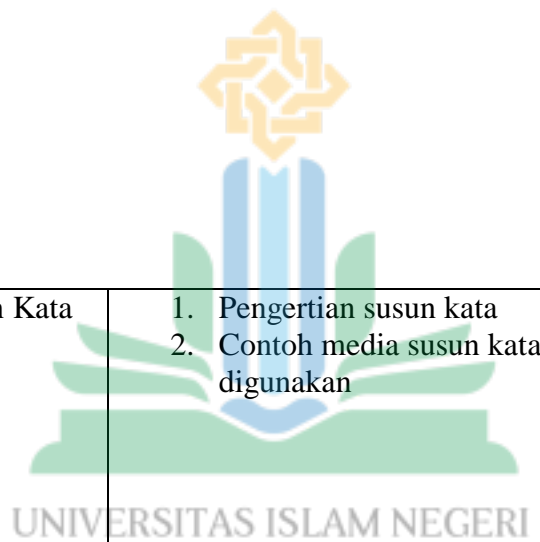 Kata
1. Pengertian susun kata
2. Contoh media susun kata
digunakan
UNIVERSITAS ISLAM NEGERI